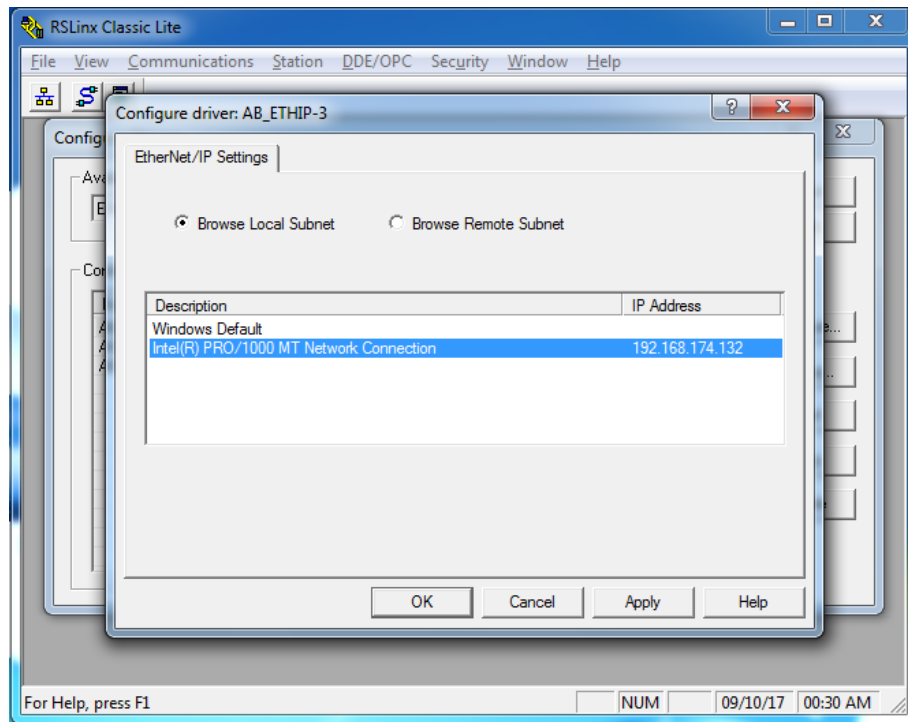 RSLinx Classic Lite
File View Communications Station DDE/OPC Security Window Help
Configure driver: AB_ETHIP-3
EtherNet/IP Settings
Browse Local Subnet Browse Remote Subnet
Description IP Address
Windows Default
Intel(R) PRO/1000 MT Network Connection 192.168.174.132
OK Cancel Apply Help
For Help, press F1 NUM 09/10/17 00:30 AM